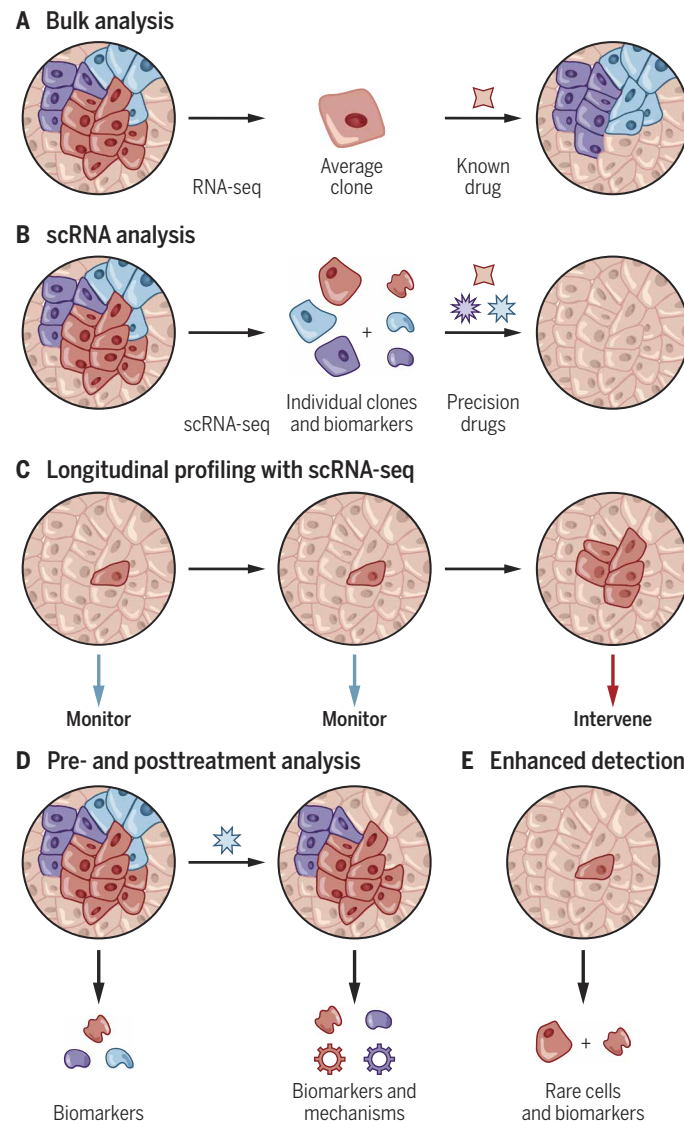 A Bulk analysis
RNA-seq
Average
clone
Known
drug
B scRNA analysis
+
scRNA-seq
Individual clones
and biomarkers
Precision
drugs
C Longitudinal profiling with scRNA-seq
Monitor
Monitor
Intervene
D Pre- and posttreatment analysis
E Enhanced detection
Biomarkers
Biomarkers and
mechanisms
+
Rare cells
and biomarkers